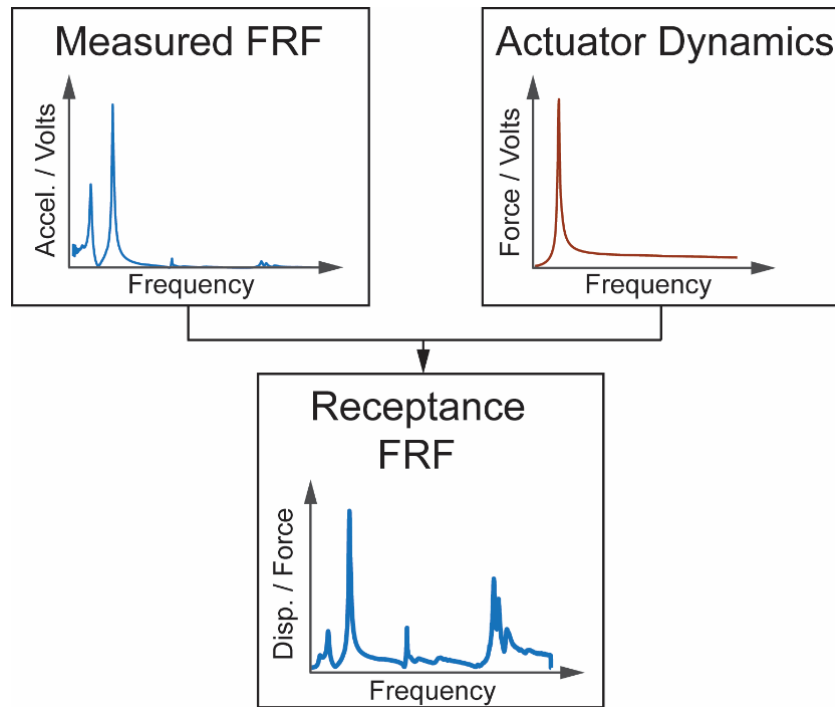 Measured FRF
Accel. / Volts
Frequency
Actuator Dynamics
Force / Volts
Frequency
Receptance
FRF
Disp. / Force
Frequency